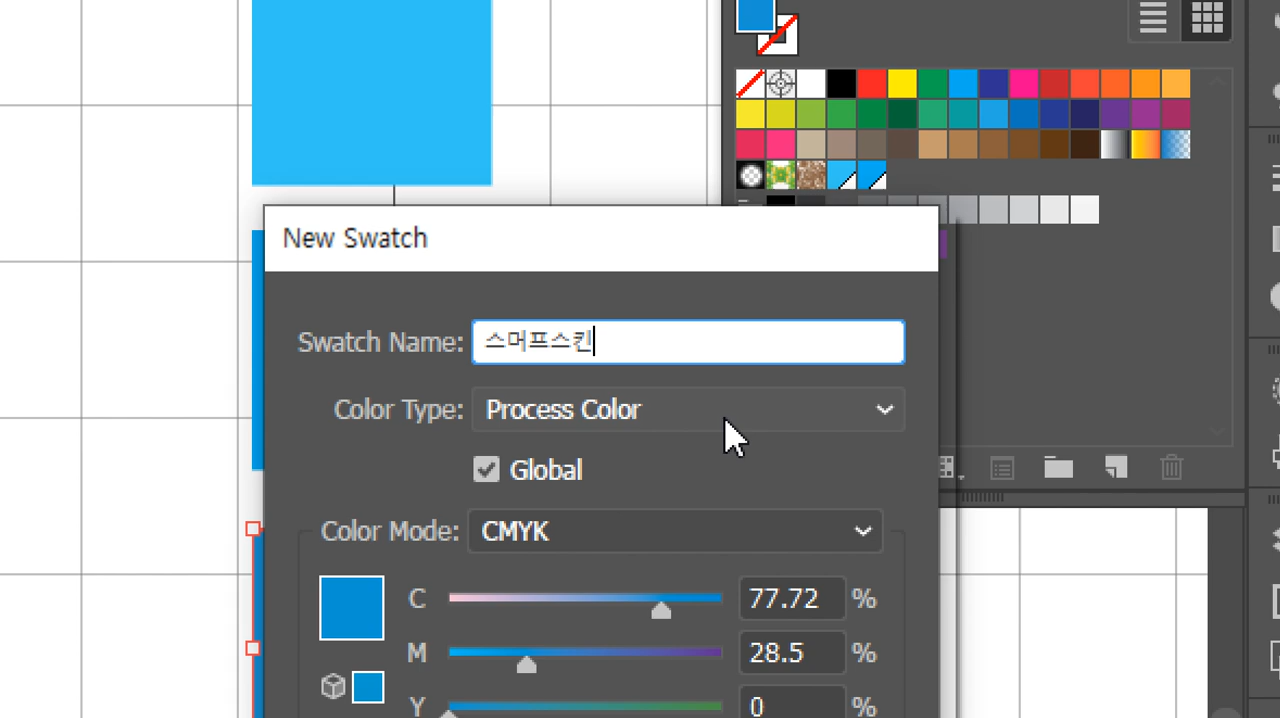 New Swatch
Swatch Name: 스머프스킨
Color Type: Process Color
Global
Color Mode: CMYK
C 77.72 %
M 28.5 %
Y 0 %